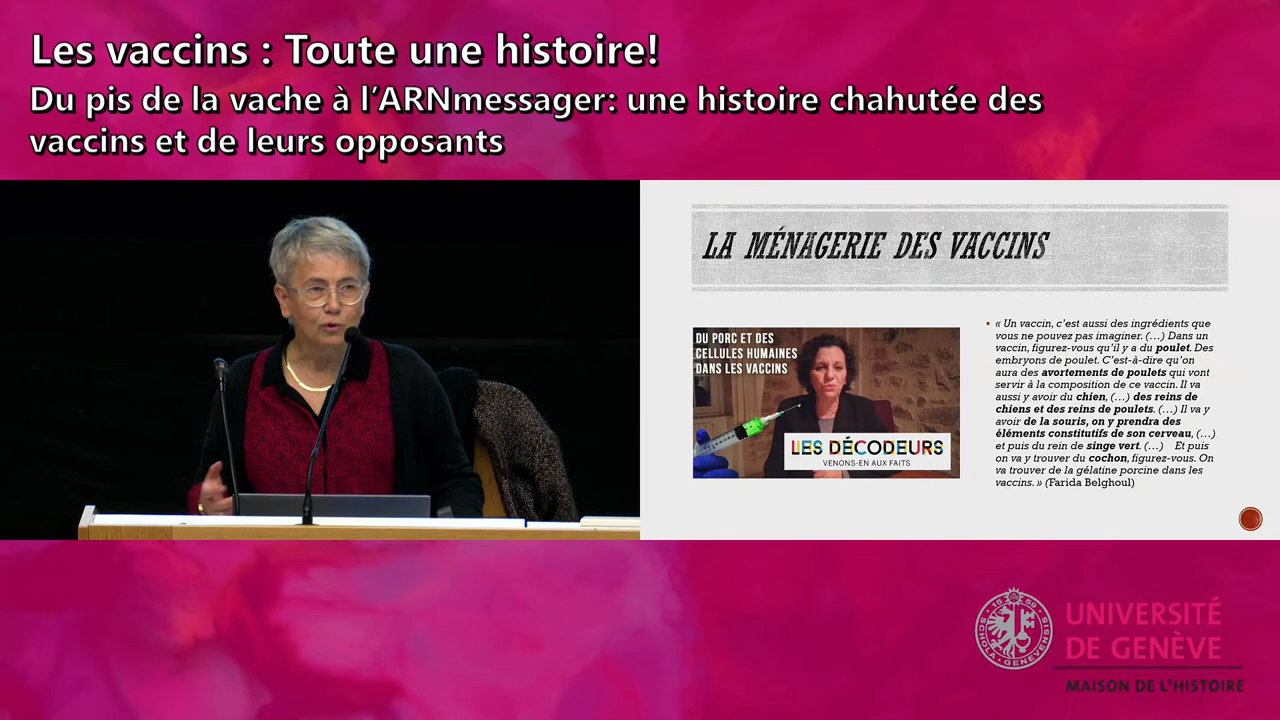 Les vaccins : Toute une histoire!
Du pis de la vache à l'ARNmessager: une histoire chahutée des
vaccins et de leurs opposants
LA MÉNAGERIE DES VACCINS
DU PORC ET DES
CELLULES HUMAINES
DANS LES VACCINS
LES DÉCODEURS
VENONS-EN AUX FAITS
▪ « Un vaccin, c'est aussi des ingrédients que
vous ne pouvez pas imaginer. (…) Dans un
vaccin, figurez-vous qu'il y a du poulet. Des
embryons de poulet. C'est-à-dire qu'on
aura des avortements de poulets qui vont
servir à la composition de ce vaccin. Il va
aussi y avoir du chien, (…) des reins de
chiens et des reins de poulets. (…) Il va y
avoir de la souris, on y prendra des
éléments constitutifs de son cerveau, (…)
et puis du rein de singe vert. (…) Et puis
on va y trouver du cochon, figurez-vous. On
va trouver de la gélatine porcine dans les
vaccins. » (Farida Belghoul)
1559
SCHOLA GENEVENSIS
UNIVERSITÉ
DE GENÈVE
MAISON DE L'HISTOIRE